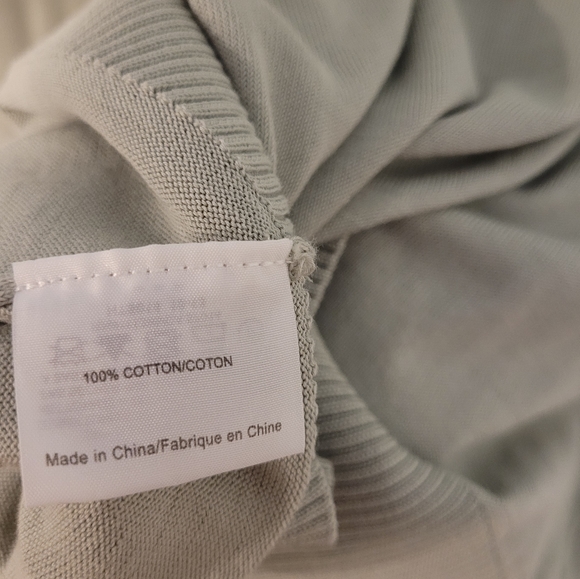 100% COTTON/COTON
Made in China/Fabrique en Chine